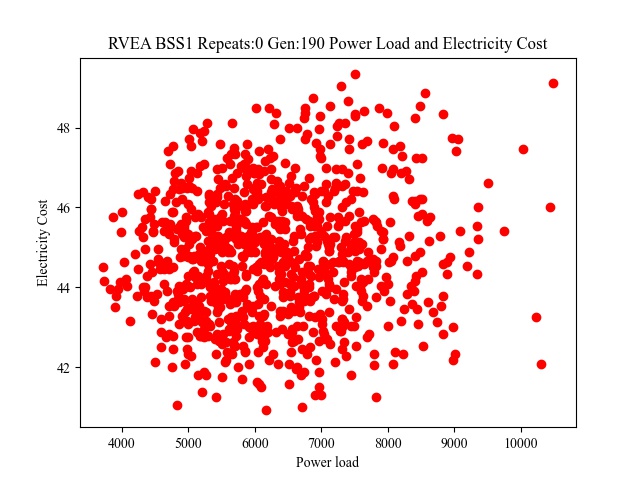 RVEA BSS1 Repeats:0 Gen:190 Power Load and Electricity Cost
48
46
44
42
Electricity Cost
4000 5000 6000 7000 8000 9000 10000
Power load